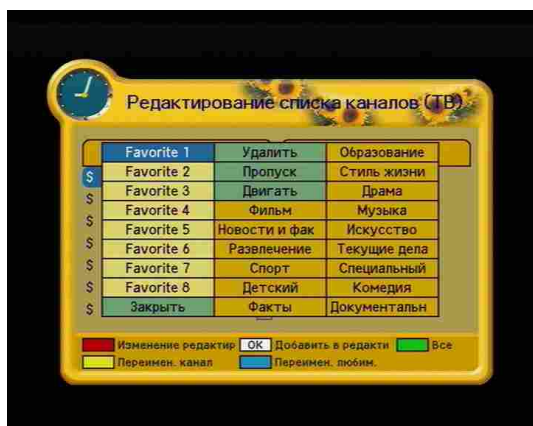 Редактирование списка каналов (ТВ)
Favorite 1 Удалить Образование
$ Favorite 2 Пропуск Стиль жизни
$ Favorite 3 Двигать Драма
$ Favorite 4 Фильм Музыка
Favorite 5 Новости и фак Искусство
$ Favorite 6 Развлечение Текущие дела
$ Favorite 7 Спорт Специальный
$ Favorite 8 Детский Комедия
$ Закрыть Факты Документальн
Изменение редактир OK Добавить в редакти Все
Переимен. канал Переимен. любим.